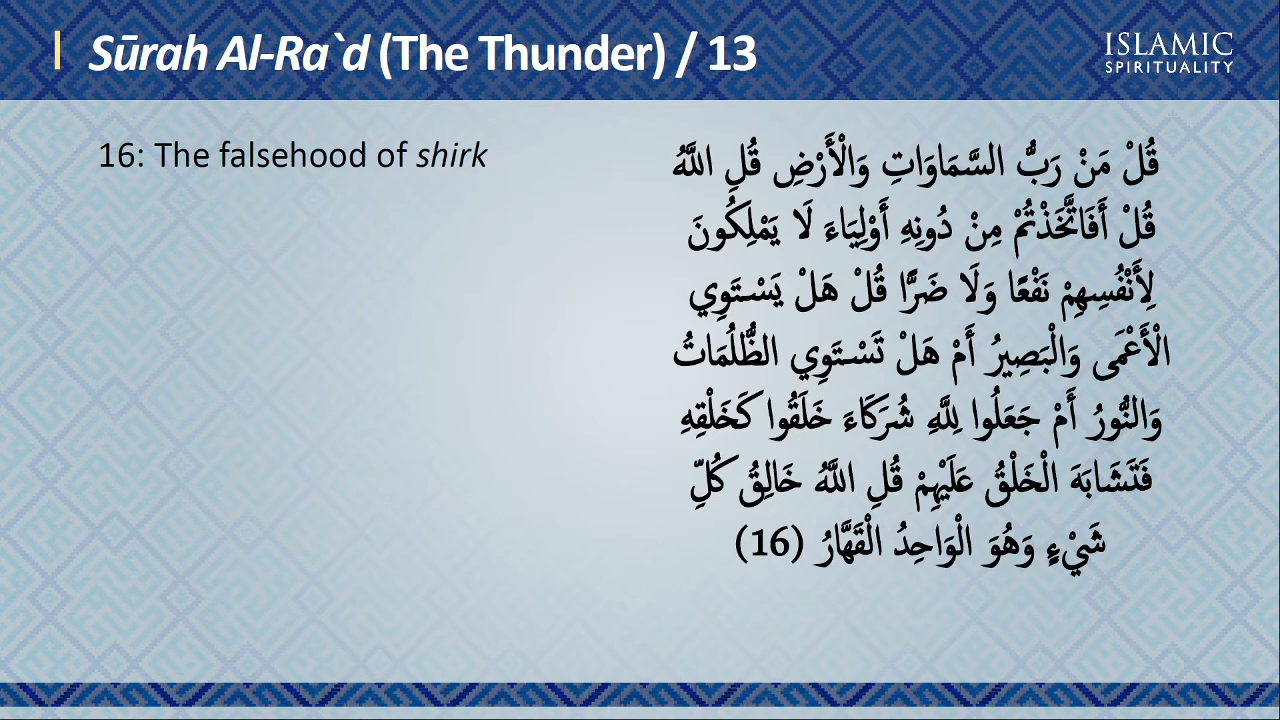 Sūrah Al-Ra`d (The Thunder) / 13
ISLAMIC
SPIRITUALITY
16: The falsehood of shirk
قُلْ مَنْ رَبُّ السَّمَاوَاتِ وَالْأَرْضِ قُلِ اللَّهُ
قُلْ أَفَاتَّخَذْتُمْ مِنْ دُونِهِ أَوْلِيَاءَ لَا يَمْلِكُونَ
لِأَنْفُسِهِمْ نَفْعًا وَلَا ضَرًّا قُلْ هَلْ يَسْتَوِي
الْأَعْمَى وَالْبَصِيرُ أَمْ هَلْ تَسْتَوِي الظُّلُمَاتُ
وَالنُّورُ أَمْ جَعَلُوا لِلَّهِ شُرَكَاءَ خَلَقُوا كَخَلْقِهِ
فَتَشَابَهَ الْخَلْقُ عَلَيْهِمْ قُلِ اللَّهُ خَالِقُ كُلِّ
شَيْءٍ وَهُوَ الْوَاحِدُ الْقَهَّارُ (16)